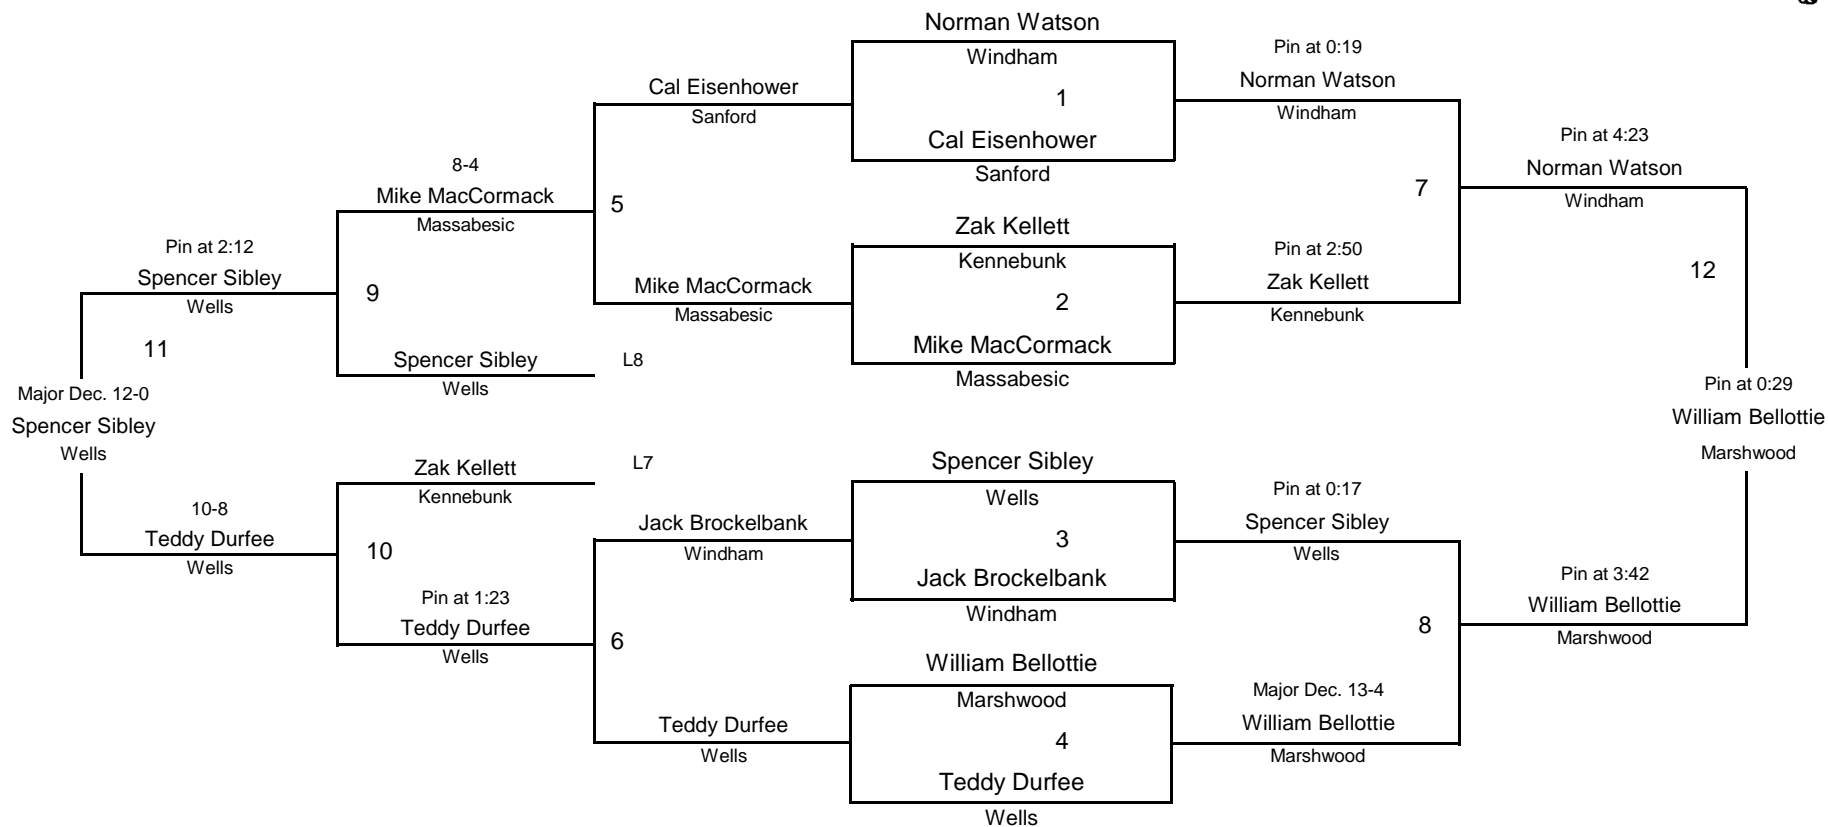 Norman Watson
Windham
1
Cal Eisenhower
Sanford
Pin at 0:19
Norman Watson
Windham
Cal Eisenhower
Sanford
Pin at 4:23
Norman Watson
Windham
8-4
Mike MacCormack
Massabesic
5
7
Zak Kellett
Kennebunk
2
Mike MacCormack
Massabesic
Pin at 2:50
Zak Kellett
Kennebunk
Mike MacCormack
Massabesic
12
Pin at 2:12
Spencer Sibley
Wells
9
Spencer Sibley
Wells
L8
11
Major Dec. 12-0
Spencer Sibley
Wells
Pin at 0:29
William Bellottie
Marshwood
Zak Kellett
Kennebunk
L7
10-8
Teddy Durfee
Wells
10
Jack Brockelbank
Windham
Spencer Sibley
Wells
3
Jack Brockelbank
Windham
Pin at 0:17
Spencer Sibley
Wells
Pin at 1:23
Teddy Durfee
Wells
6
8
Pin at 3:42
William Bellottie
Marshwood
William Bellottie
Marshwood
4
Teddy Durfee
Wells
Major Dec. 13-4
William Bellottie
Marshwood
Teddy Durfee
Wells